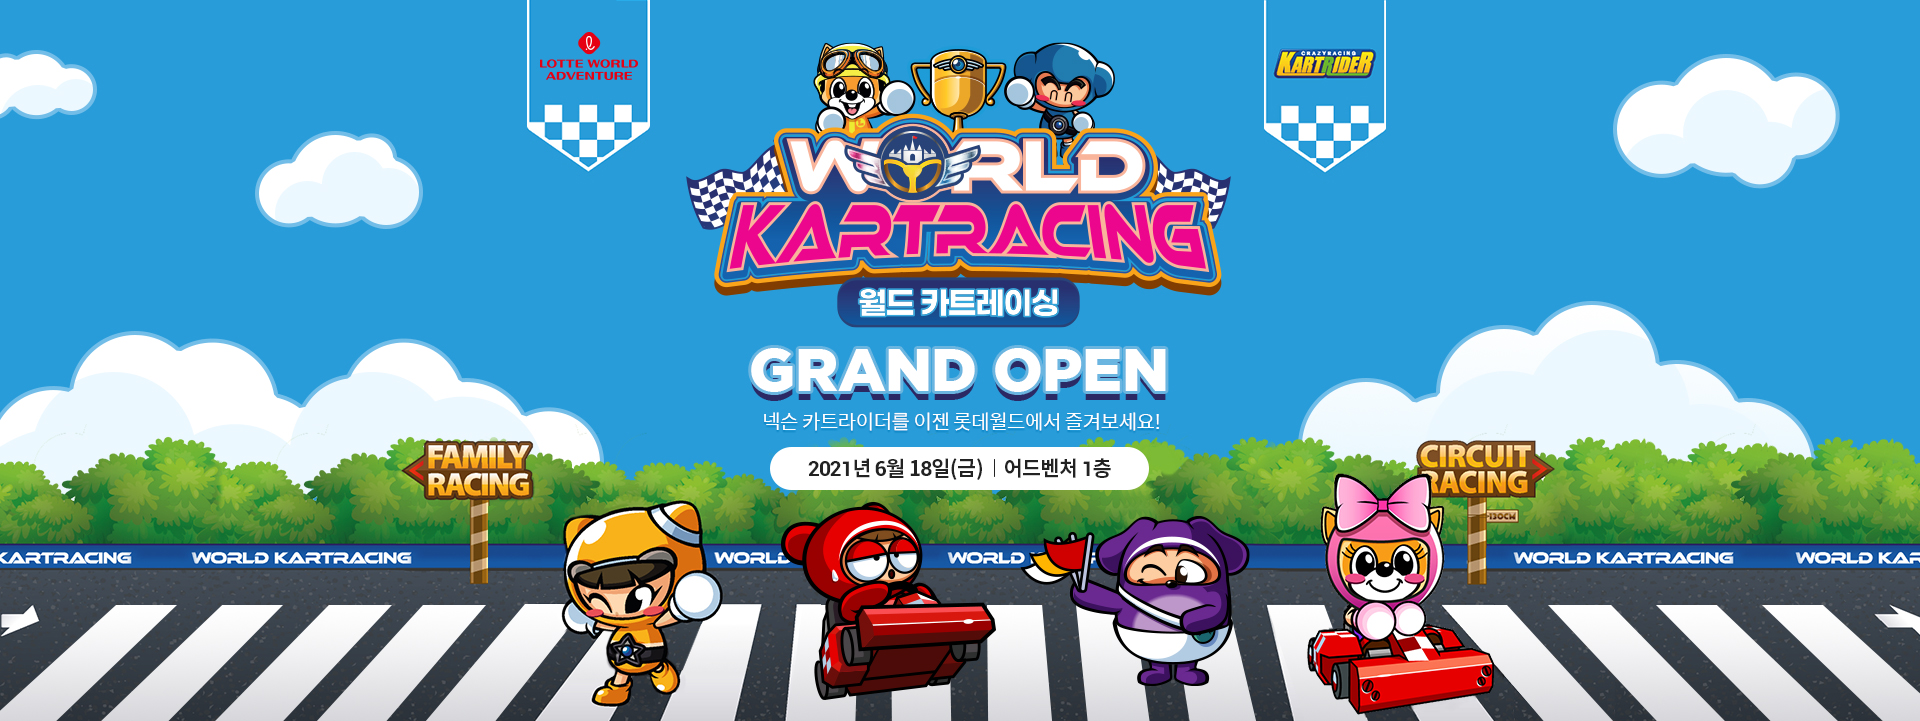 LOTTE WORLD
ADVENTURE
CRAZYRACING
KARTRIDER
WORLD
KARTRACING
월드 카트레이싱
GRAND OPEN
넥슨 카트라이더를 이젠 롯데월드에서 즐겨보세요!
2021년 6월 18일(금) | 어드벤처 1층
FAMILY
RACING
CIRCUIT
RACING
130CM
KARTRACING
WORLD KARTRACING
WORLD
WORLD
WORLD KARTRACING
WORLD KAR